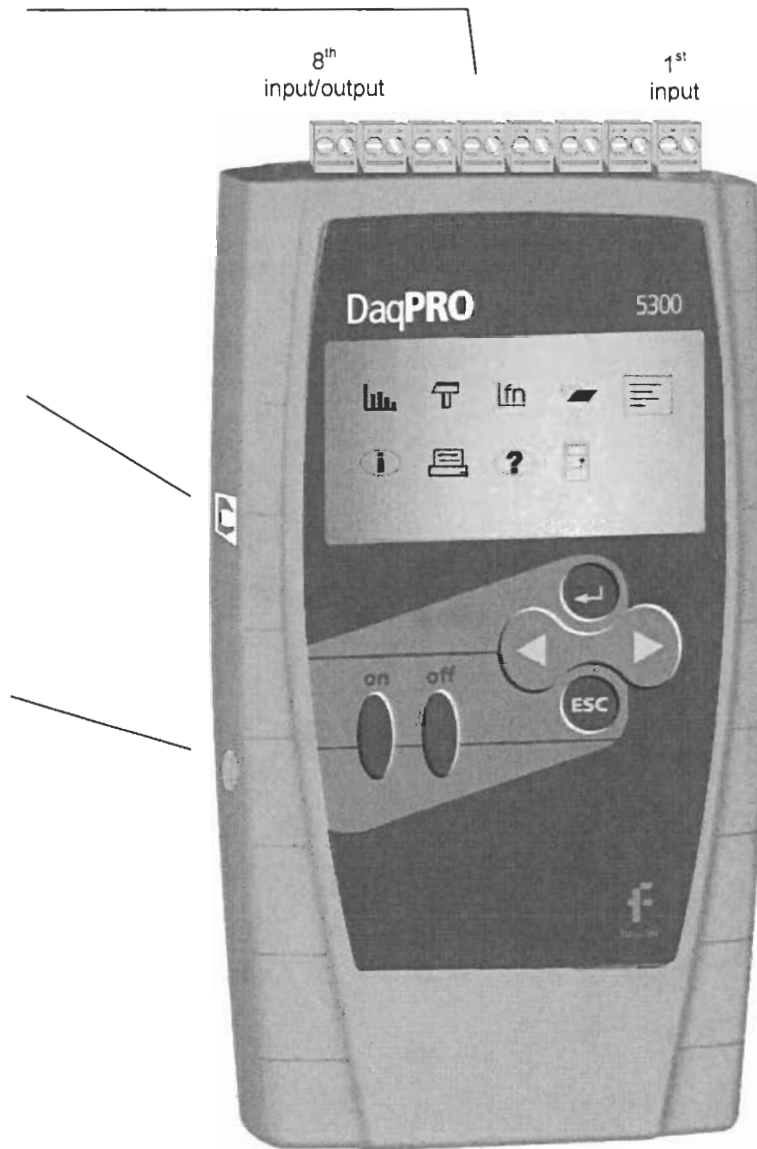 8th
input/output
1st
input
DaqPRO 5300
lfn
i
?
on off
ESC